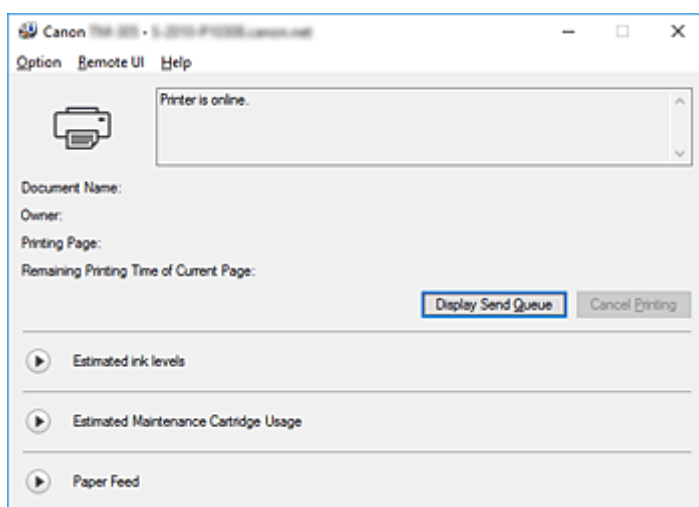 Canon
Option Remote UI Help
Printer is online.
Document Name:
Owner:
Printing Page:
Remaining Printing Time of Current Page:
Display Send Queue Cancel Printing
Estimated ink levels
Estimated Maintenance Cartridge Usage
Paper Feed